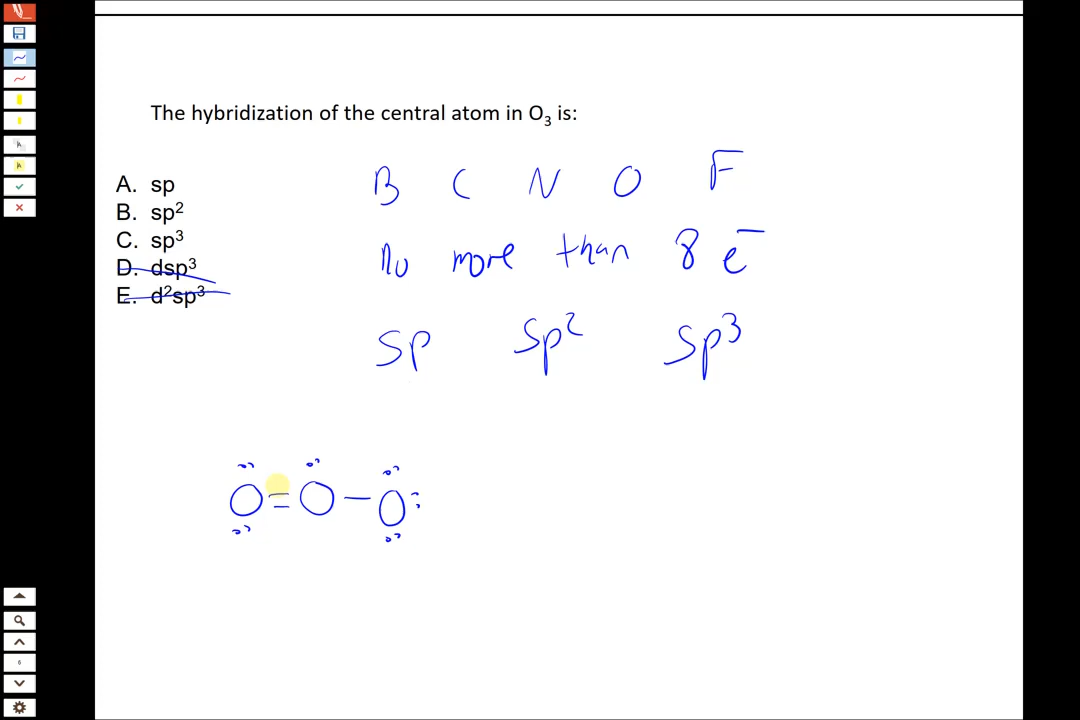 The hybridization of the central atom in O₃ is:
A. sp
B. sp²
C. sp³
D. dsp³
E. d²sp³
B C N O F
no more than 8 e⁻
sp sp² sp³
O = O – O
6